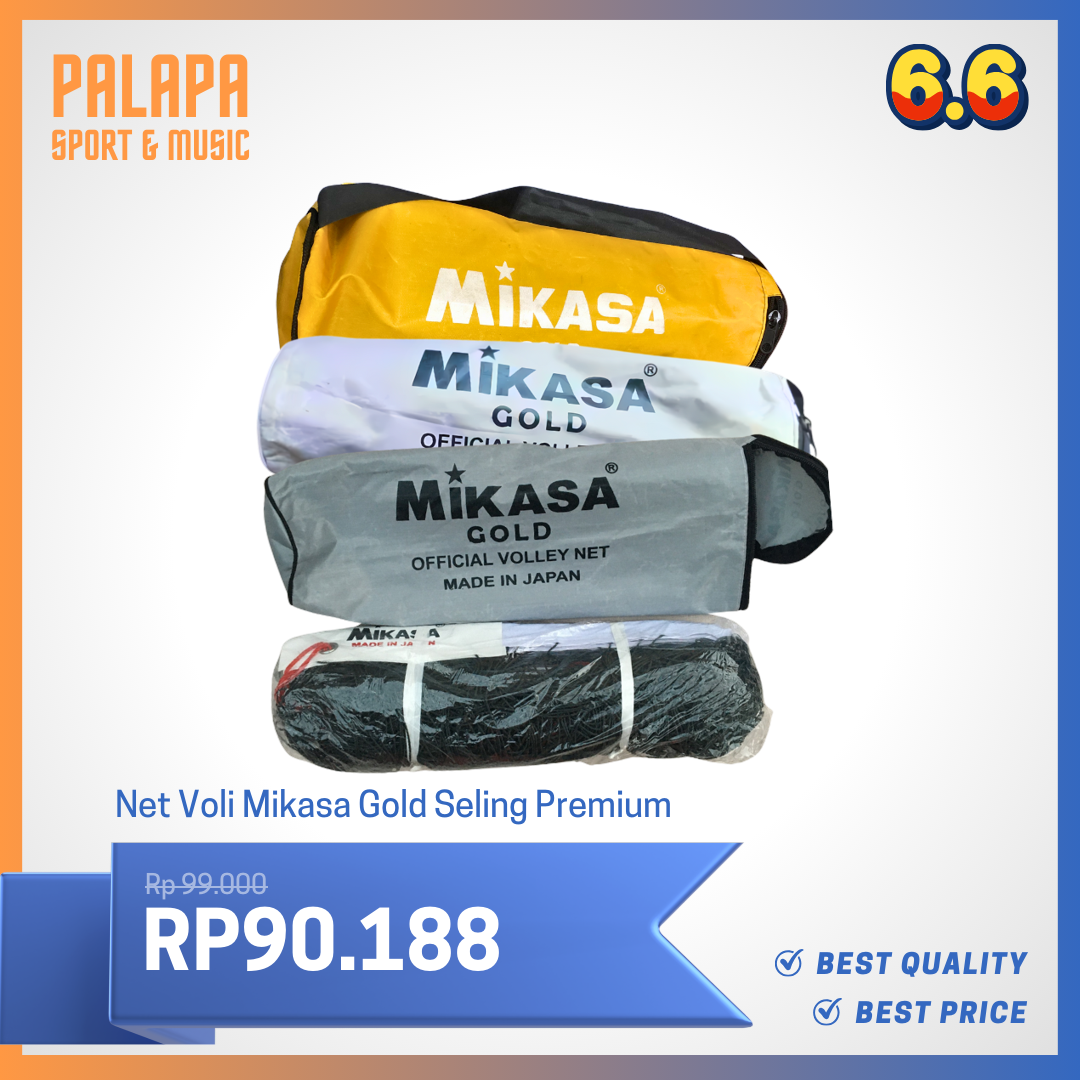 PALAPA
SPORT & MUSIC
6.6
MiKASA®
MiKASA®
GOLD
MiKASA®
GOLD
OFFICIAL VOLLEY NET
MADE IN JAPAN
MiKASA
MADE IN
Net Voli Mikasa Gold Seling Premium
Rp 99.000
RP90.188
BEST QUALITY
BEST PRICE